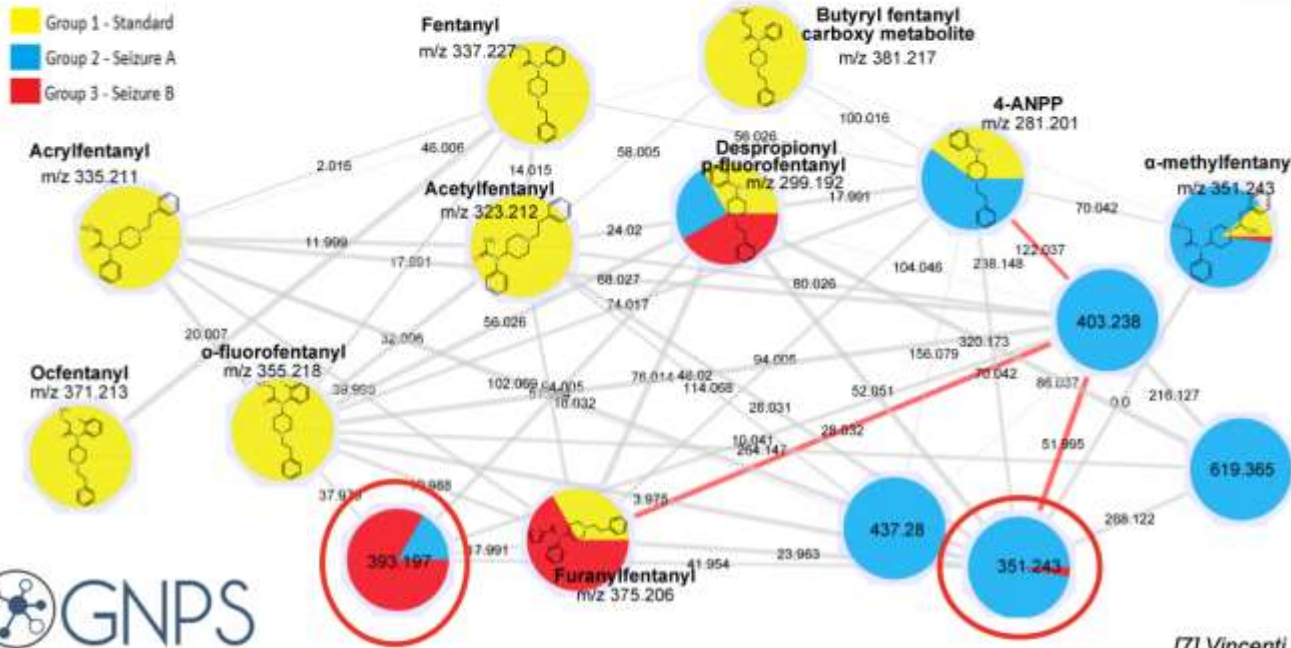 Group 1 - Standard
Group 2 - Seizure A
Group 3 - Seizure B
Fentanyl
m/z 337.227
Butyryl fentanyl
carboxy metabolite
m/z 381.217
4-ANPP
m/z 281.201
Acrylfentanyl
m/z 335.211
Despropionyl
p-fluorofentanyl
m/z 299.192
α-methylfentany
m/z 351.243
Acetylfentanyl
m/z 323.212
2.016
46.006
14.015
58.005
56.026
100.016
17.991
70.042
122.037
11.999
24.02
104.046
238.148
68.027
80.026
74.017
56.026
403.238
20.007
32.006
o-fluorofentanyl
m/z 355.218
Ocfentanyl
m/z 371.213
94.005
156.079
320.173
70.042
86.037
0.0
216.127
102.069
76.014
114.068
52.051
18.032
26.031
10.041
264.147
28.032
51.995
619.365
37.979
3.975
437.28
268.122
393.197
17.991
23.963
41.954
351.243
Furanylfentanyl
m/z 375.206
GNPS
[7] Vincenti